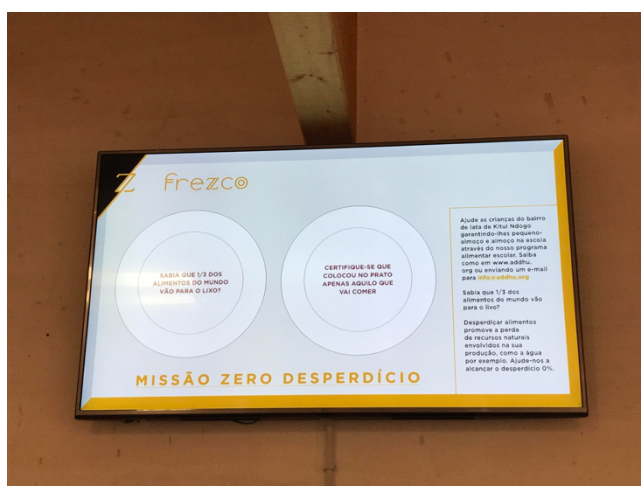 Z frezco
SABIA QUE 1/3 DOS
ALIMENTOS DO MUNDO
VÃO PARA O LIXO?
CERTIFIQUE-SE QUE
COLOCOU NO PRATO
APENAS AQUILO QUE
VAI COMER
MISSÃO ZERO DESPERDÍCIO
Ajude as crianças do bairro
de lata de Kitui Ndogo
garantindo-lhes pequeno-
almoço e almoço na escola
através do nosso programa
alimentar escolar. Saiba
como em www.addhu.
org ou enviando um e-mail
para info@addhu.org
Sabia que 1/3 dos
alimentos do mundo vão
para o lixo?
Desperdiçar alimentos
promove a perda
de recursos naturais
envolvidos na sua
produção, como a água
por exemplo. Ajude-nos a
alcançar o desperdício 0%.